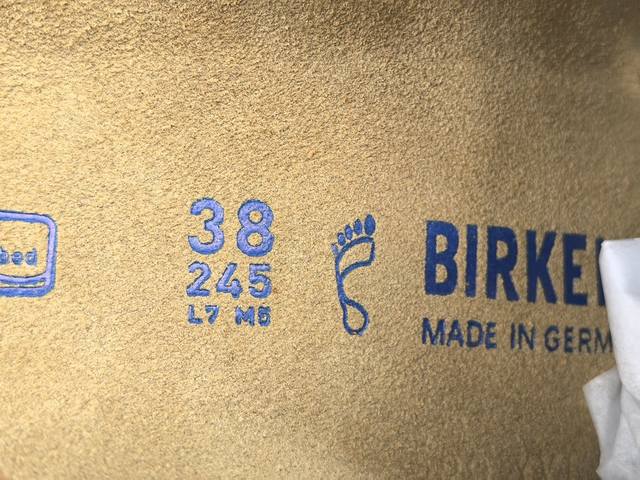 bed
38
245
L7 M5
BIRKE
MADE IN GERM